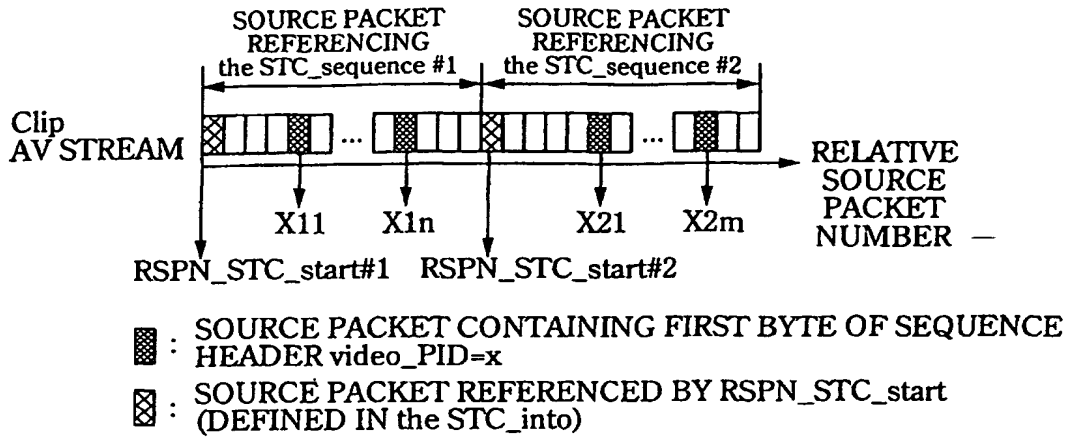 SOURCE PACKET
REFERENCING
the STC_sequence #1
SOURCE PACKET
REFERENCING
the STC_sequence #2
Clip
AV STREAM
...
...
RELATIVE
SOURCE
PACKET
NUMBER —
X11
X1n
X21
X2m
RSPN_STC_start#1
RSPN_STC_start#2
: SOURCE PACKET CONTAINING FIRST BYTE OF SEQUENCE
HEADER video_PID=x
: SOURCE PACKET REFERENCED BY RSPN_STC_start
(DEFINED IN the STC_into)